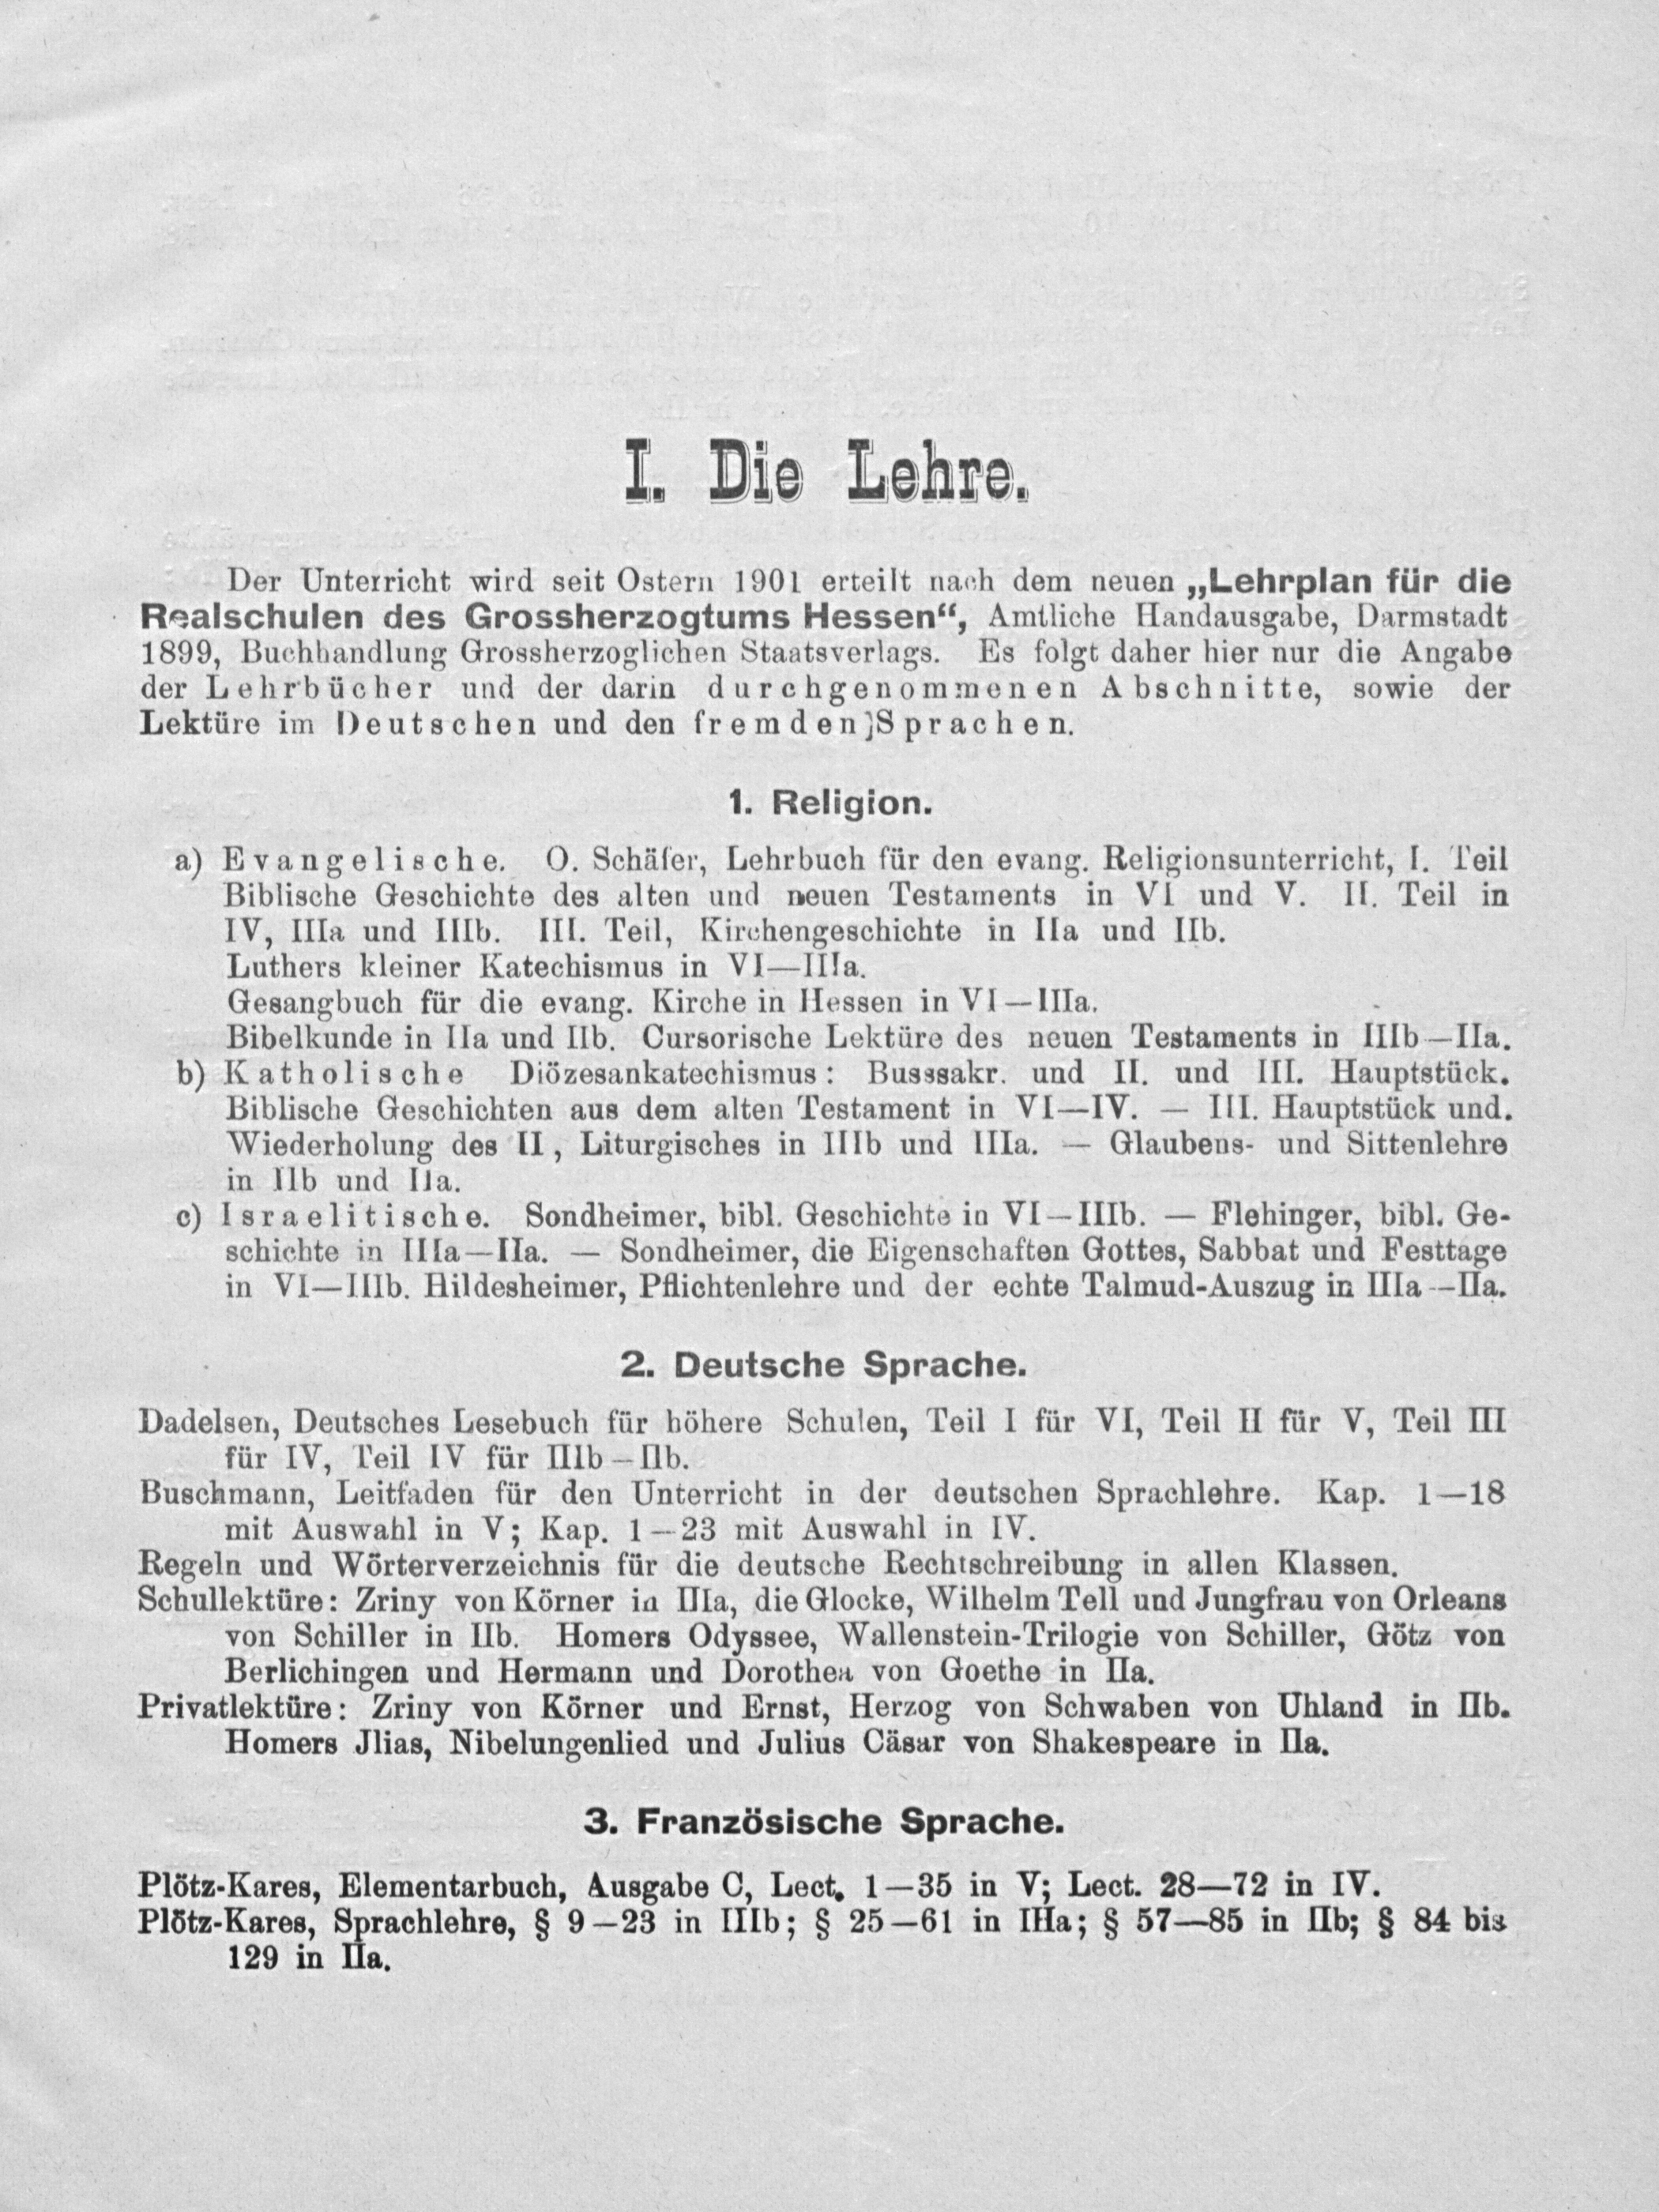 I. Die Lehre.
Der Unterricht wird seit Ostern 1901 erteilt nach dem neuen „Lehrplan für die
Realschulen des Grossherzogtums Hessen“, Amtliche Handausgabe, Darmstadt
1899, Buchhandlung Grossherzoglichen Staatsverlags. Es folgt daher hier nur die Angabe
der Lehrbücher und der darin durchgenommenen Abschnitte, sowie der
Lektüre im Deutschen und den fremden]Sprachen.
1. Religion.
a) Evangelische. O. Schäfer, Lehrbuch für den evang. Religionsunterricht, I. Teil
Biblische Geschichte des alten und neuen Testaments in VI und V. II. Teil in
IV, IIIa und IIIb. III. Teil, Kirchengeschichte in IIa und IIb.
Luthers kleiner Katechismus in VI—IIIa.
Gesangbuch für die evang. Kirche in Hessen in VI—IIIa.
Bibelkunde in IIa und IIb. Cursorische Lektüre des neuen Testaments in IIIb—IIa.
b) Katholische Diözesankatechismus: Busssakr. und II. und III. Hauptstück.
Biblische Geschichten aus dem alten Testament in VI—IV. — III. Hauptstück und.
Wiederholung des II, Liturgisches in IIIb und IIIa. — Glaubens- und Sittenlehre
in IIb und IIa.
c) Israelitische. Sondheimer, bibl. Geschichte in VI—IIIb. — Flehinger, bibl. Ge-
schichte in IIIa—IIa. — Sondheimer, die Eigenschaften Gottes, Sabbat und Festtage
in VI—IIIb. Hildesheimer, Pflichtenlehre und der echte Talmud-Auszug in IIIa—IIa.
2. Deutsche Sprache.
Dadelsen, Deutsches Lesebuch für höhere Schulen, Teil I für VI, Teil II für V, Teil III
für IV, Teil IV für IIIb—IIb.
Buschmann, Leitfaden für den Unterricht in der deutschen Sprachlehre. Kap. 1—18
mit Auswahl in V; Kap. 1—23 mit Auswahl in IV.
Regeln und Wörterverzeichnis für die deutsche Rechtschreibung in allen Klassen.
Schullektüre: Zriny von Körner in IIIa, die Glocke, Wilhelm Tell und Jungfrau von Orleans
von Schiller in IIb. Homers Odyssee, Wallenstein-Trilogie von Schiller, Götz von
Berlichingen und Hermann und Dorothea von Goethe in IIa.
Privatlektüre: Zriny von Körner und Ernst, Herzog von Schwaben von Uhland in IIb.
Homers Jlias, Nibelungenlied und Julius Cäsar von Shakespeare in IIa.
3. Französische Sprache.
Plötz-Kares, Elementarbuch, Ausgabe C, Lect. 1—35 in V; Lect. 28—72 in IV.
Plötz-Kares, Sprachlehre, § 9—23 in IIIb; § 25—61 in IIIa; § 57—85 in IIb; § 84 bis
129 in IIa.